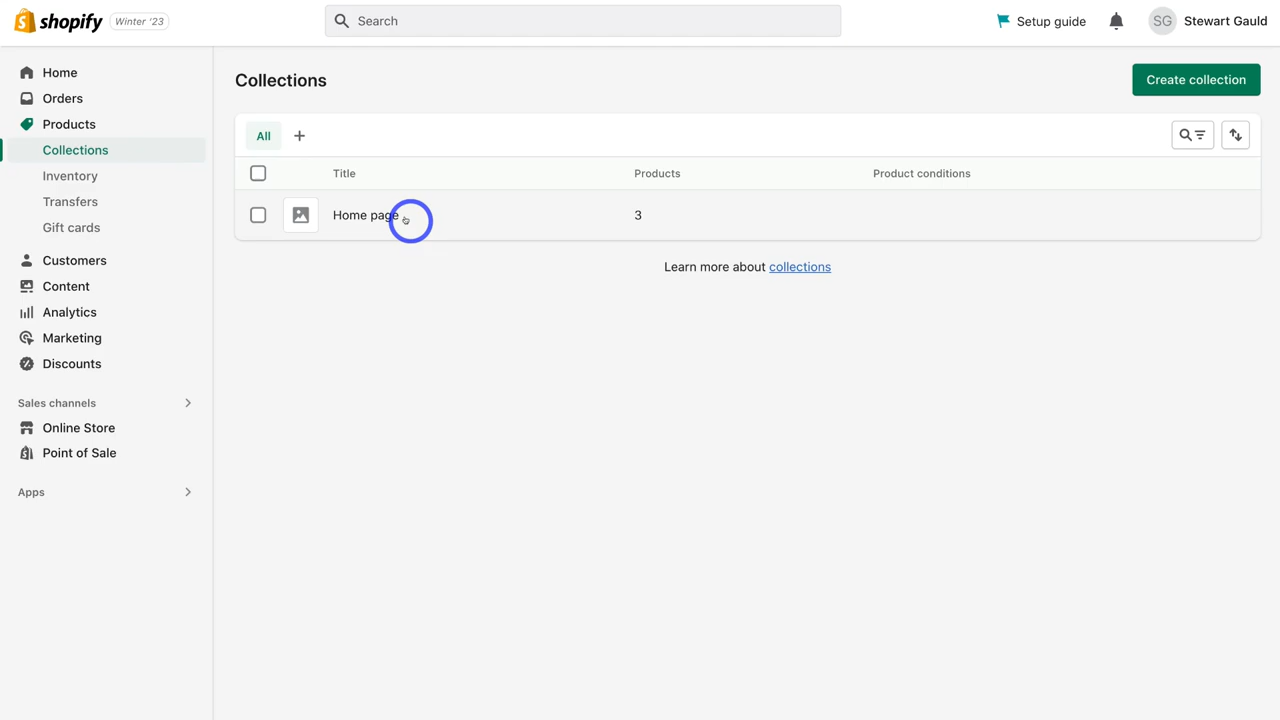 shopify Winter '23
Search
Setup guide
SG Stewart Gauld
Home
Orders
Products
Collections
Inventory
Transfers
Gift cards
Customers
Content
Analytics
Marketing
Discounts
Sales channels
Online Store
Point of Sale
Apps
Collections
Create collection
All +
Title Products Product conditions
Home page 3
Learn more about collections